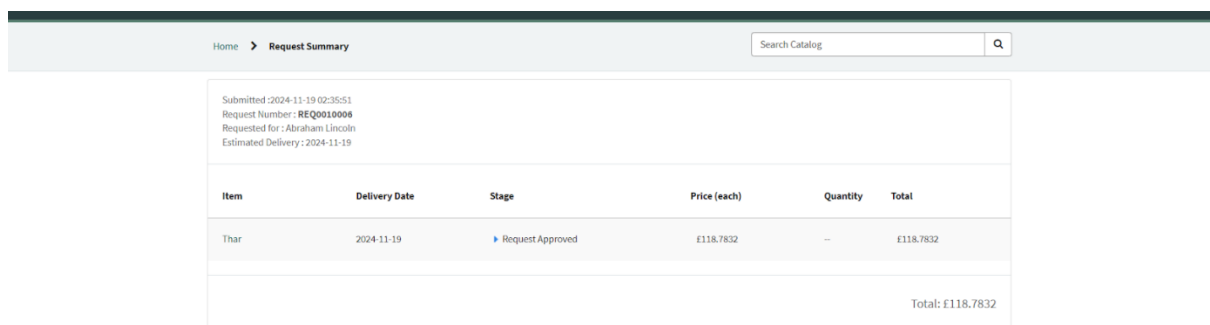 Home > Request Summary
Search Catalog
Submitted :2024-11-19 02:35:51
Request Number : REQ0010006
Requested for : Abraham Lincoln
Estimated Delivery : 2024-11-19
Item Delivery Date Stage Price (each) Quantity Total
Thar 2024-11-19 Request Approved £118.7832 -- £118.7832
Total: £118.7832